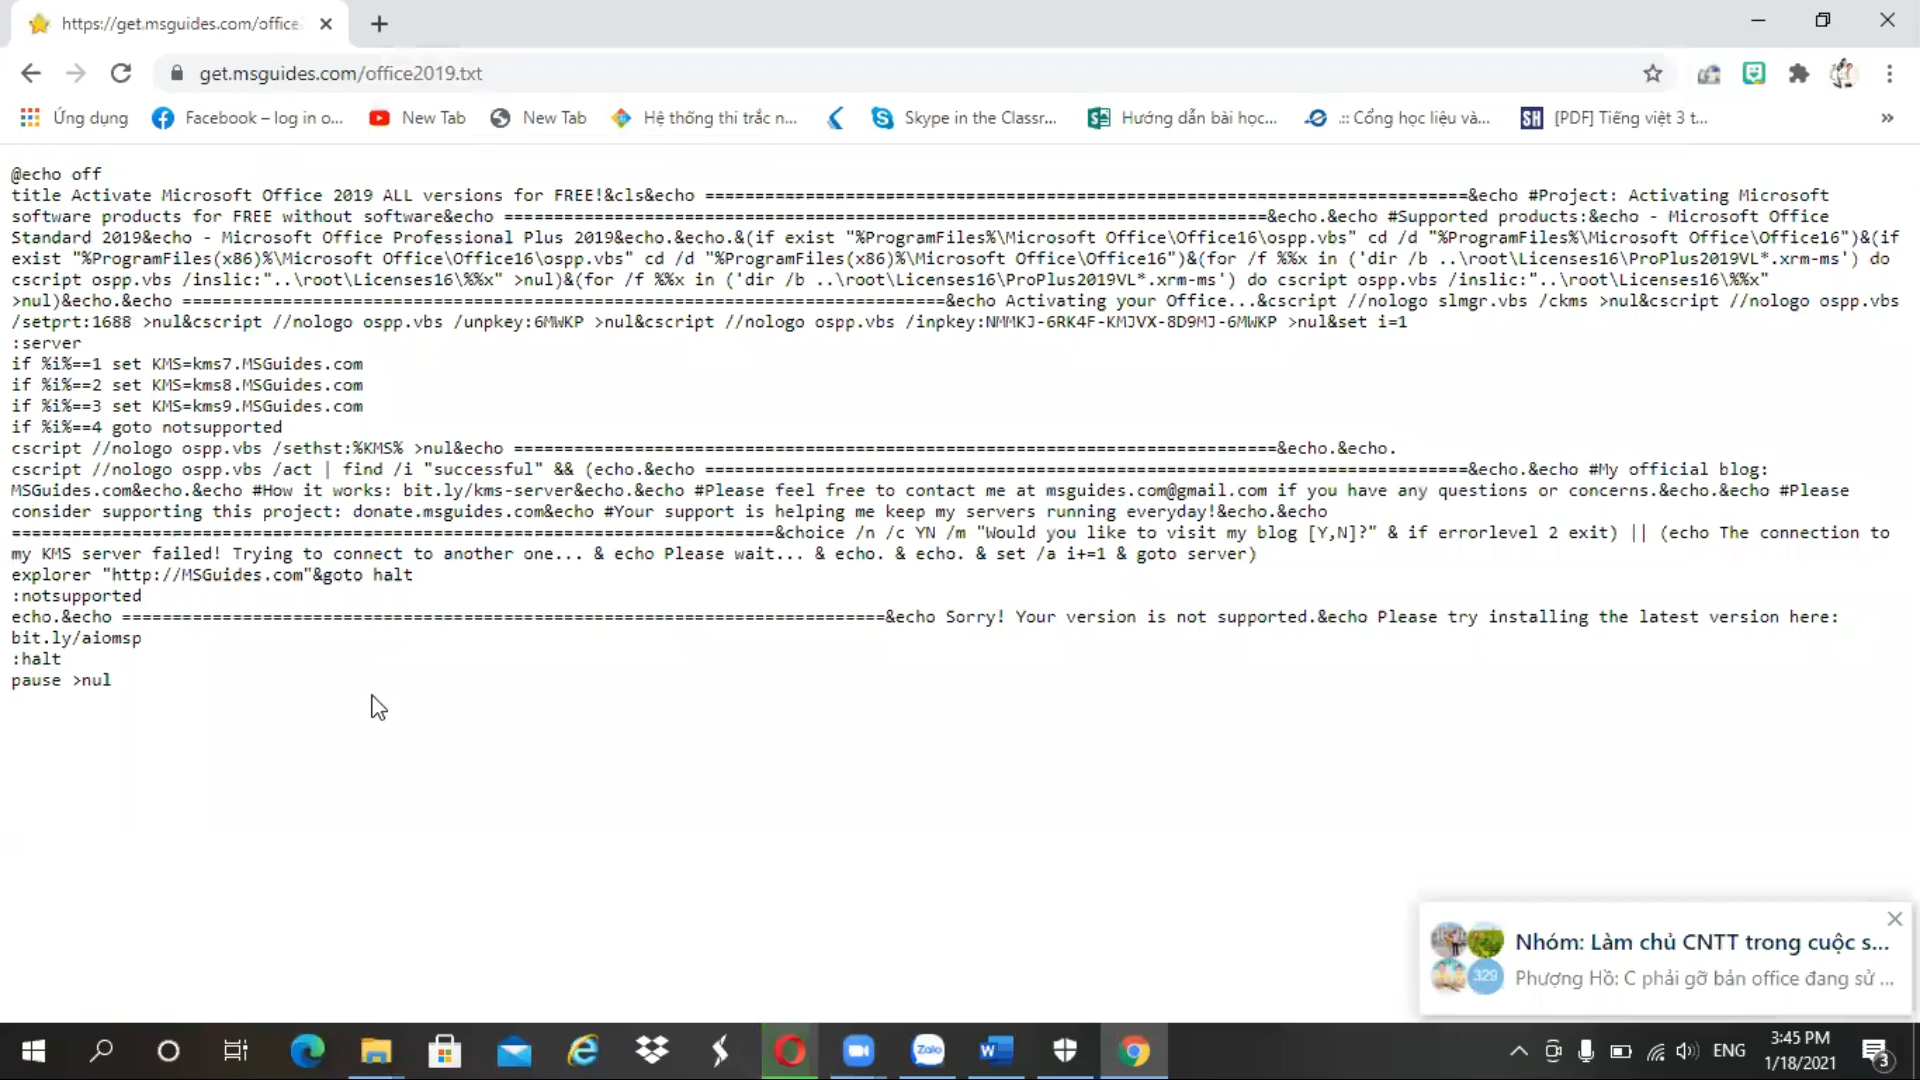 https://get.msguides.com/office
get.msguides.com/office2019.txt
Ứng dụng
Facebook – log in o...
New Tab
New Tab
Hệ thống thi trắc n...
Skype in the Classr...
Hướng dẫn bài học...
.:: Cổng học liệu và...
SH
[PDF] Tiếng việt 3 t...
»
@echo off
title Activate Microsoft Office 2019 ALL versions for FREE!&cls&echo ============================================================================&echo #Project: Activating Microsoft
software products for FREE without software&echo ============================================================================&echo.&echo #Supported products:&echo - Microsoft Office
Standard 2019&echo - Microsoft Office Professional Plus 2019&echo.&echo.&(if exist "%ProgramFiles%\Microsoft Office\Office16\ospp.vbs" cd /d "%ProgramFiles%\Microsoft Office\Office16")&(if
exist "%ProgramFiles(x86)%\Microsoft Office\Office16\ospp.vbs" cd /d "%ProgramFiles(x86)%\Microsoft Office\Office16")&(for /f %%x in ('dir /b ..\root\Licenses16\ProPlus2019VL*.xrm-ms') do
cscript ospp.vbs /inslic:"..\root\Licenses16\%%x" >nul)&(for /f %%x in ('dir /b ..\root\Licenses16\ProPlus2019VL*.xrm-ms') do cscript ospp.vbs /inslic:"..\root\Licenses16\%%x"
>nul)&echo.&echo ============================================================================&echo Activating your Office...&cscript //nologo slmgr.vbs /ckms >nul&cscript //nologo ospp.vbs
/setprt:1688 >nul&cscript //nologo ospp.vbs /unpkey:6MWKP >nul&cscript //nologo ospp.vbs /inpkey:NMMKJ-6RK4F-KMJVX-8D9MJ-6MWKP >nul&set i=1
:server
if %i%==1 set KMS=kms7.MSGuides.com
if %i%==2 set KMS=kms8.MSGuides.com
if %i%==3 set KMS=kms9.MSGuides.com
if %i%==4 goto notsupported
cscript //nologo ospp.vbs /sethst:%KMS% >nul&echo ============================================================================&echo.&echo.
cscript //nologo ospp.vbs /act | find /i "successful" && (echo.&echo ============================================================================&echo.&echo #My official blog:
MSGuides.com&echo.&echo #How it works: bit.ly/kms-server&echo.&echo #Please feel free to contact me at msguides.com@gmail.com if you have any questions or concerns.&echo.&echo #Please
consider supporting this project: donate.msguides.com&echo #Your support is helping me keep my servers running everyday!&echo.&echo
============================================================================&choice /n /c YN /m "Would you like to visit my blog [Y,N]?" & if errorlevel 2 exit) || (echo The connection to
my KMS server failed! Trying to connect to another one... & echo Please wait... & echo. & echo. & set /a i+=1 & goto server)
explorer "http://MSGuides.com"&goto halt
:notsupported
echo.&echo ============================================================================&echo Sorry! Your version is not supported.&echo Please try installing the latest version here:
bit.ly/aiomsp
:halt
pause >nul
Nhóm: Làm chủ CNTT trong cuộc s...
329
Phượng Hồ: C phải gỡ bản office đang sử ...
Zalo
ENG
3:45 PM
1/18/2021
3